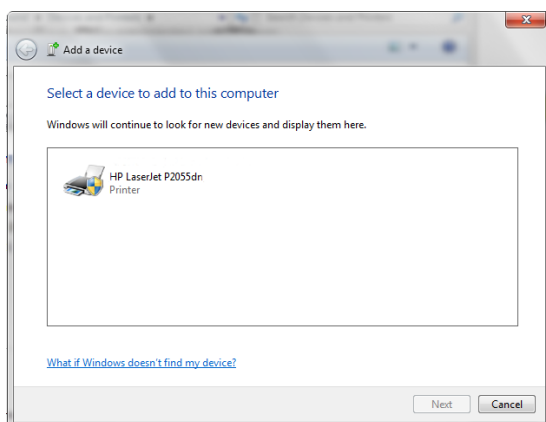 Add a device
Select a device to add to this computer
Windows will continue to look for new devices and display them here.
HP LaserJet P2055dn
Printer
What if Windows doesn't find my device?
Next
Cancel